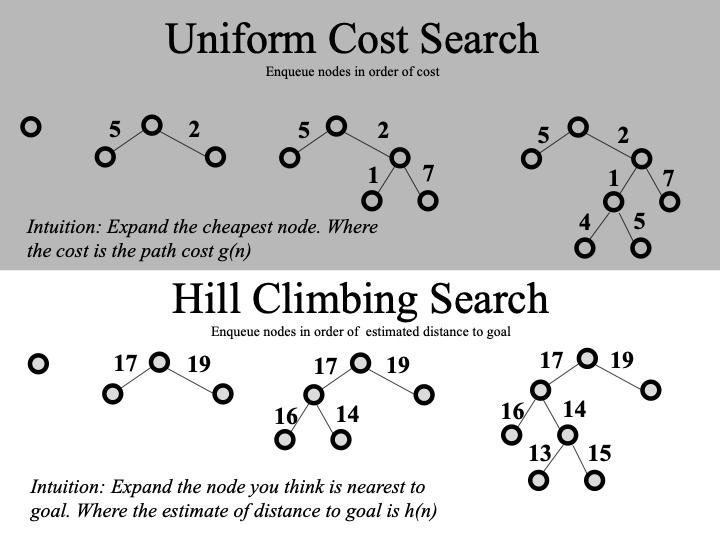 Uniform Cost Search
Enqueue nodes in order of cost
5 2 5 2 5 2
1 7 1 7
4 5
Intuition: Expand the cheapest node. Where
the cost is the path cost g(n)
Hill Climbing Search
Enqueue nodes in order of estimated distance to goal
17 19 17 19 17 19
16 14 16 14
13 15
Intuition: Expand the node you think is nearest to
goal. Where the estimate of distance to goal is h(n)